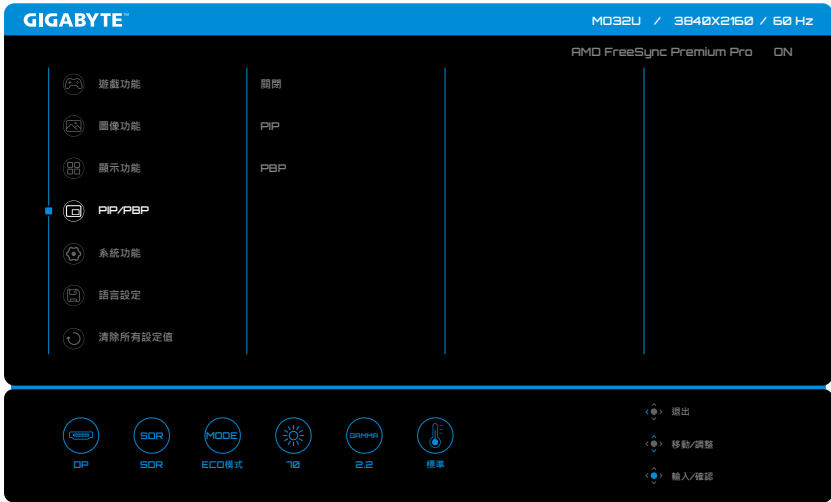 GIGABYTE™
MD32U / 3840X2160 / 60 Hz
AMD FreeSync Premium Pro ON
遊戲功能
圖像功能
顯示功能
PIP/PBP
系統功能
語言設定
清除所有設定值
關閉
PIP
PBP
SDR
MODE
GAMMA
DP
SDR
ECO模式
70
2.2
標準
退出
移動/調整
輸入/確認